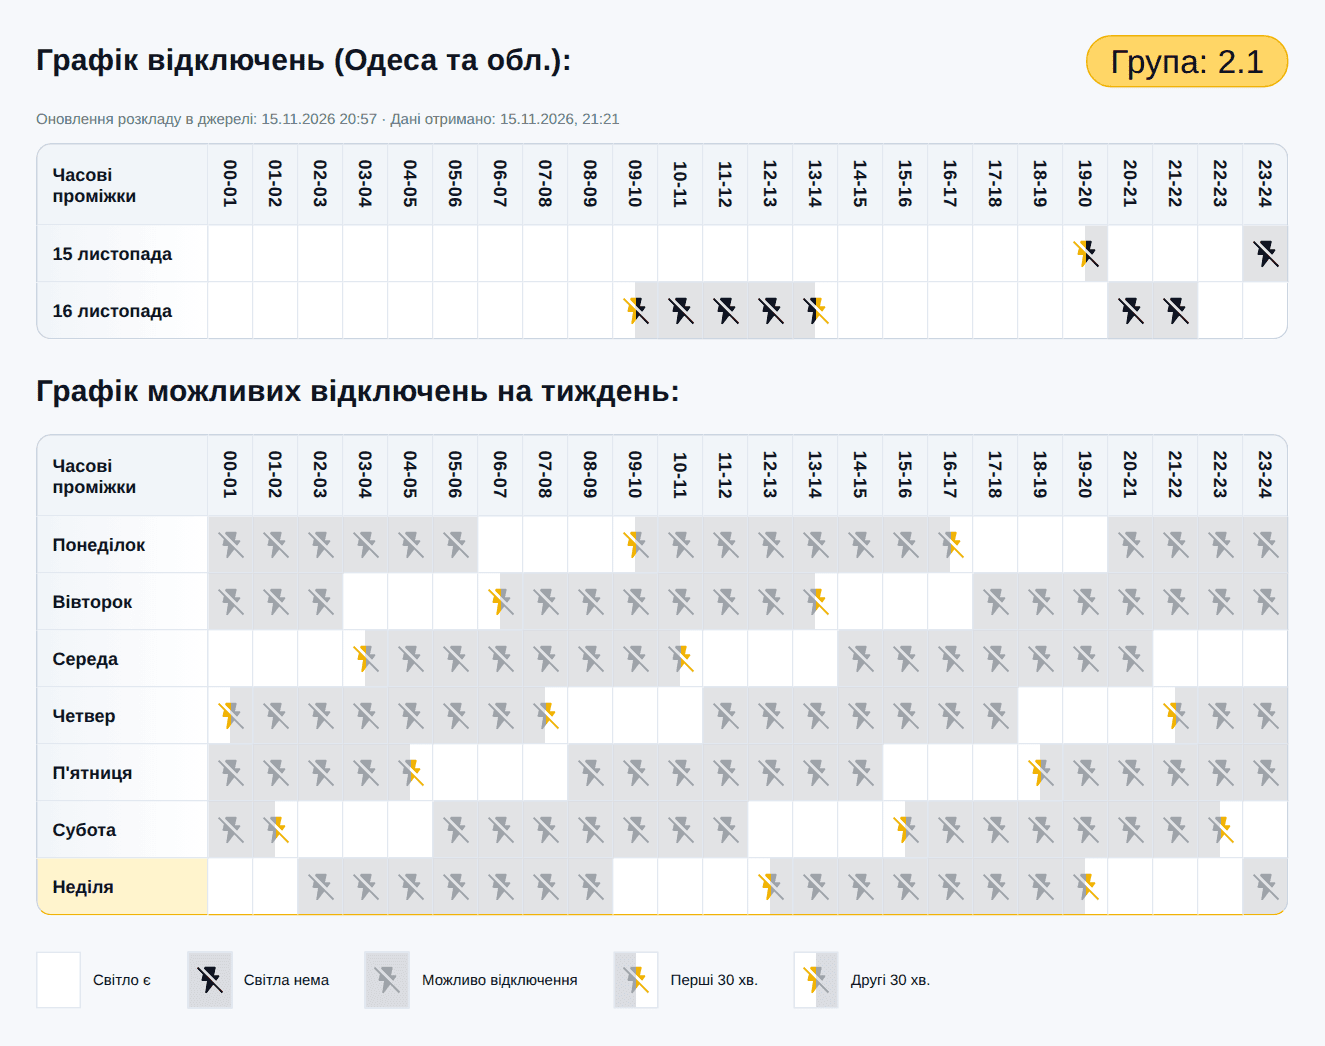 Графік відключень (Одеса та обл.):
Група: 2.1
Оновлення розкладу в джерелі: 15.11.2026 20:57 · Дані отримано: 15.11.2026, 21:21
Часові проміжки 00-01 01-02 02-03 03-04 04-05 05-06 06-07 07-08 08-09 09-10 10-11 11-12 12-13 13-14 14-15 15-16 16-17 17-18 18-19 19-20 20-21 21-22 22-23 23-24
15 листопада
16 листопада
Графік можливих відключень на тиждень:
Часові проміжки 00-01 01-02 02-03 03-04 04-05 05-06 06-07 07-08 08-09 09-10 10-11 11-12 12-13 13-14 14-15 15-16 16-17 17-18 18-19 19-20 20-21 21-22 22-23 23-24
Понеділок
Вівторок
Середа
Четвер
П'ятниця
Субота
Неділя
Світло є Світла нема Можливо відключення Перші 30 хв. Другі 30 хв.